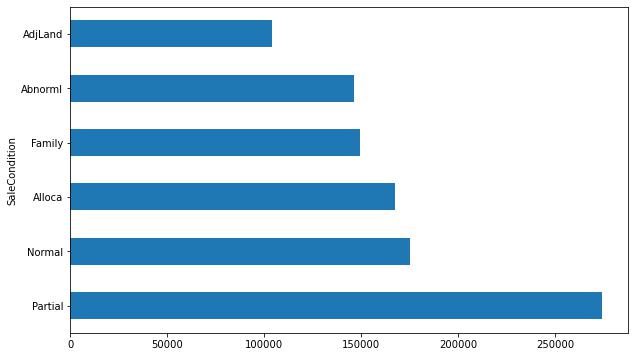 AdjLand
Abnorml
Family
Alloca
Normal
Partial
SaleCondition
0 50000 100000 150000 200000 250000